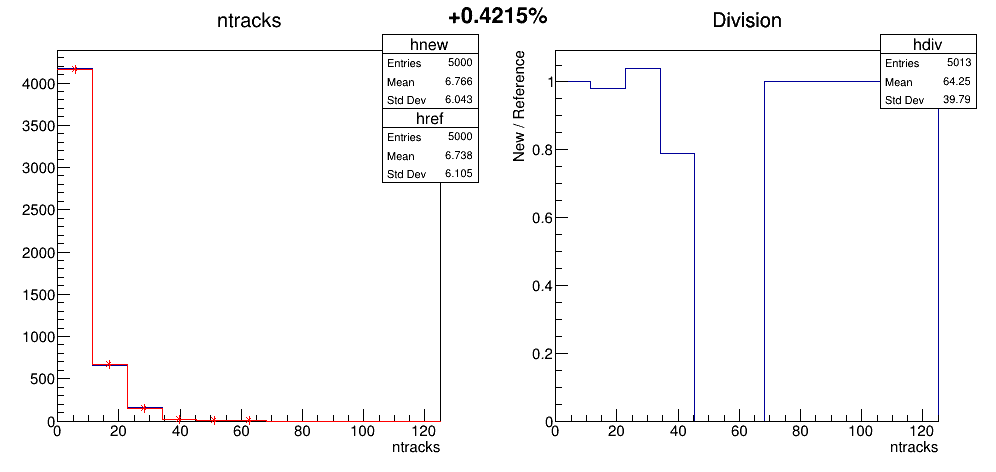 +0.4215%
ntracks
hnew
Entries 5000
Mean 6.766
Std Dev 6.043
href
Entries 5000
Mean 6.738
Std Dev 6.105
4000
3500
3000
2500
2000
1500
1000
500
0
0 20 40 60 80 100 120
ntracks
Division
hdiv
Entries 5013
Mean 64.25
Std Dev 39.79
New / Reference
1
0.8
0.6
0.4
0.2
0
0 20 40 60 80 100 120
ntracks